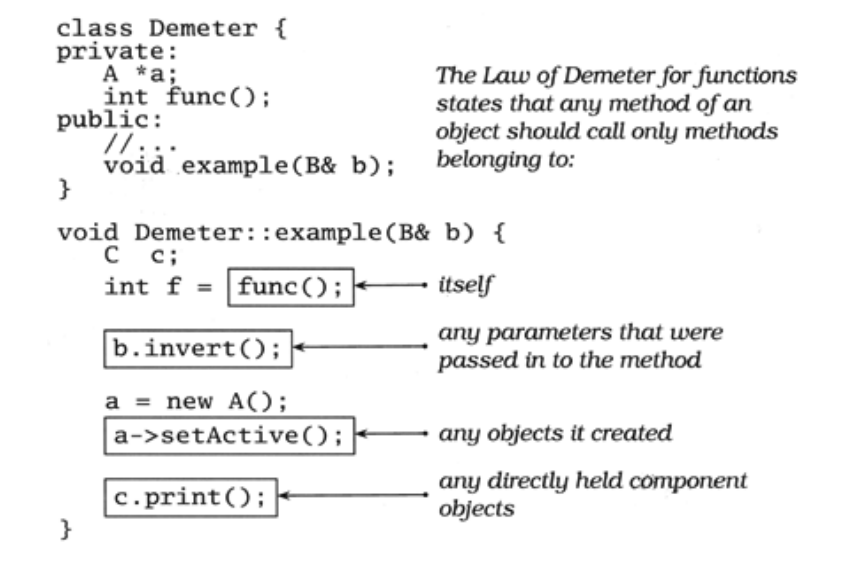 class Demeter {
private:
A *a;
int func();
public:
//...
void example(B& b);
}
The Law of Demeter for functions
states that any method of an
object should call only methods
belonging to:
void Demeter::example(B& b) {
C c;
int f = func();
itself
b.invert();
any parameters that were
passed in to the method
a = new A();
a->setActive();
any objects it created
c.print();
any directly held component
objects
}